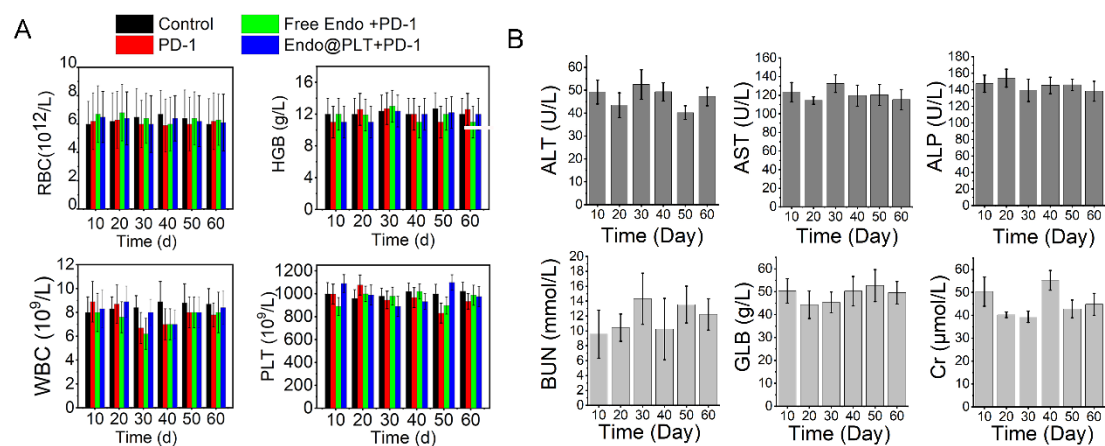 A
Control
PD-1
Free Endo +PD-1
Endo@PLT+PD-1
RBC(10¹²/L)
10
8
6
4
2
0
10 20 30 40 50 60
Time (d)
HGB (g/L)
16
12
8
4
0
10 20 30 40 50 60
Time (d)
WBC (10⁹/L)
12
10
8
6
4
2
0
10 20 30 40 50 60
Time (d)
PLT (10⁹/L)
1200
1000
800
600
400
200
0
10 20 30 40 50 60
Time (d)
B
ALT (U/L)
60
50
40
30
20
10
0
10 20 30 40 50 60
Time (Day)
AST (U/L)
160
140
120
100
80
60
40
20
0
10 20 30 40 50 60
Time (Day)
ALP (U/L)
180
160
140
120
100
80
60
40
20
0
10 20 30 40 50 60
Time (Day)
BUN (mmol/L)
20
18
16
14
12
10
8
6
4
2
0
10 20 30 40 50 60
Time (Day)
GLB (g/L)
60
50
40
30
20
10
0
10 20 30 40 50 60
Time (Day)
Cr (μmol/L)
60
50
40
30
20
10
0
10 20 30 40 50 60
Time (Day)